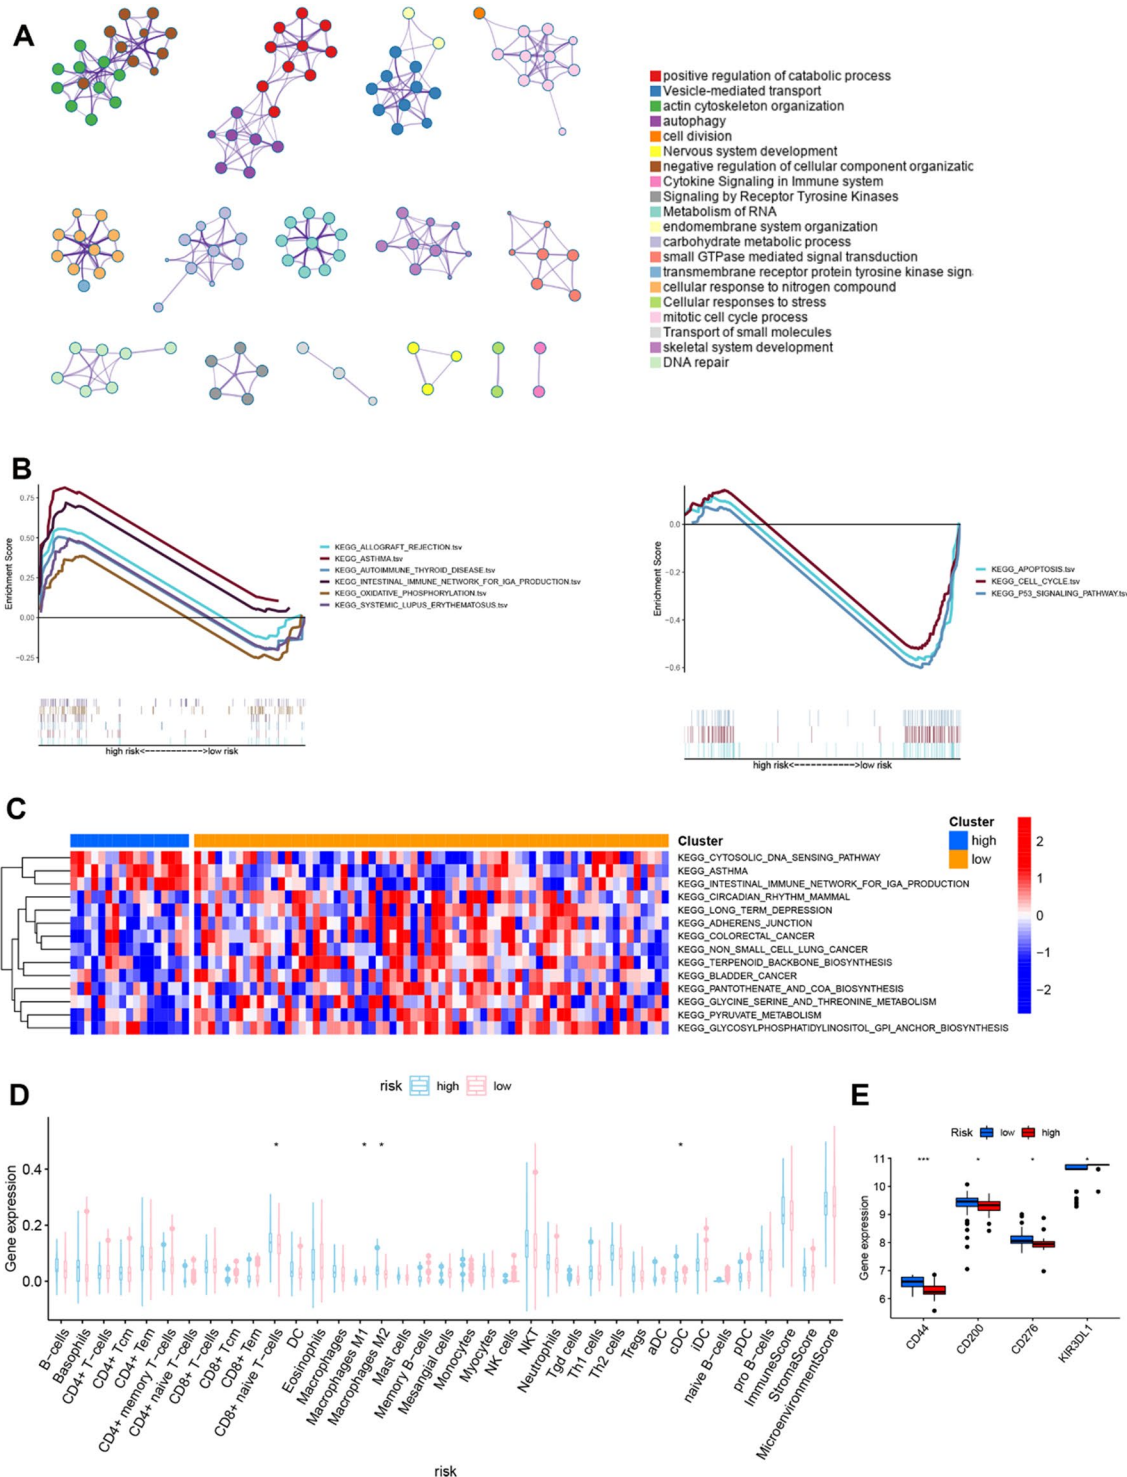 A
positive regulation of catabolic process
Vesicle-mediated transport
actin cytoskeleton organization
autophagy
cell division
Nervous system development
negative regulation of cellular component organizatic
Cytokine Signaling in Immune system
Signaling by Receptor Tyrosine Kinases
Metabolism of RNA
endomembrane system organization
carbohydrate metabolic process
small GTPase mediated signal transduction
transmembrane receptor protein tyrosine kinase sign
cellular response to nitrogen compound
Cellular responses to stress
mitotic cell cycle process
Transport of small molecules
skeletal system development
DNA repair
B
Enrichment Score
0.75
0.50
0.25
0.00
−0.25
KEGG_ALLOGRAFT_REJECTION.tsv
KEGG_ASTHMA.tsv
KEGG_AUTOIMMUNE_THYROID_DISEASE.tsv
KEGG_INTESTINAL_IMMUNE_NETWORK_FOR_IGA_PRODUCTION.tsv
KEGG_OXIDATIVE_PHOSPHORYLATION.tsv
KEGG_SYSTEMIC_LUPUS_ERYTHEMATOSUS.tsv
high risk<------------->low risk
Enrichment Score
0.0
−0.2
−0.4
−0.6
KEGG_APOPTOSIS.tsv
KEGG_CELL_CYCLE.tsv
KEGG_P53_SIGNALING_PATHWAY.tsv
high risk<------------->low risk
C
Cluster
KEGG_CYTOSOLIC_DNA_SENSING_PATHWAY
KEGG_ASTHMA
KEGG_INTESTINAL_IMMUNE_NETWORK_FOR_IGA_PRODUCTION
KEGG_CIRCADIAN_RHYTHM_MAMMAL
KEGG_LONG_TERM_DEPRESSION
KEGG_ADHERENS_JUNCTION
KEGG_COLORECTAL_CANCER
KEGG_NON_SMALL_CELL_LUNG_CANCER
KEGG_TERPENOID_BACKBONE_BIOSYNTHESIS
KEGG_BLADDER_CANCER
KEGG_PANTOTHENATE_AND_COA_BIOSYNTHESIS
KEGG_GLYCINE_SERINE_AND_THREONINE_METABOLISM
KEGG_PYRUVATE_METABOLISM
KEGG_GLYCOSYLPHOSPHATIDYLINOSITOL_GPI_ANCHOR_BIOSYNTHESIS
Cluster
high
low
2
1
0
−1
−2
D
risk high low
Gene expression
0.4
0.2
0.0
* * * *
B-cells
Basophils
CD4+ T-cells
CD4+ Tcm
CD4+ Tem
CD4+ memory T-cells
CD4+ naive T-cells
CD8+ T-cells
CD8+ Tcm
CD8+ Tem
CD8+ naive T-cells
DC
Eosinophils
Macrophages
Macrophages M1
Macrophages M2
Mast cells
Memory B-cells
Mesangial cells
Monocytes
Myocytes
NK cells
NKT
Neutrophils
Tgd cells
Th1 cells
Th2 cells
Tregs
aDC
cDC
iDC
naive B-cells
pDC
pro B-cells
ImmuneScore
StromaScore
MicroenvironmentScore
risk
E
Risk low high
Gene expression
11
10
9
8
7
6
*** * * *
CD44
CD200
CD276
KIR3DL1